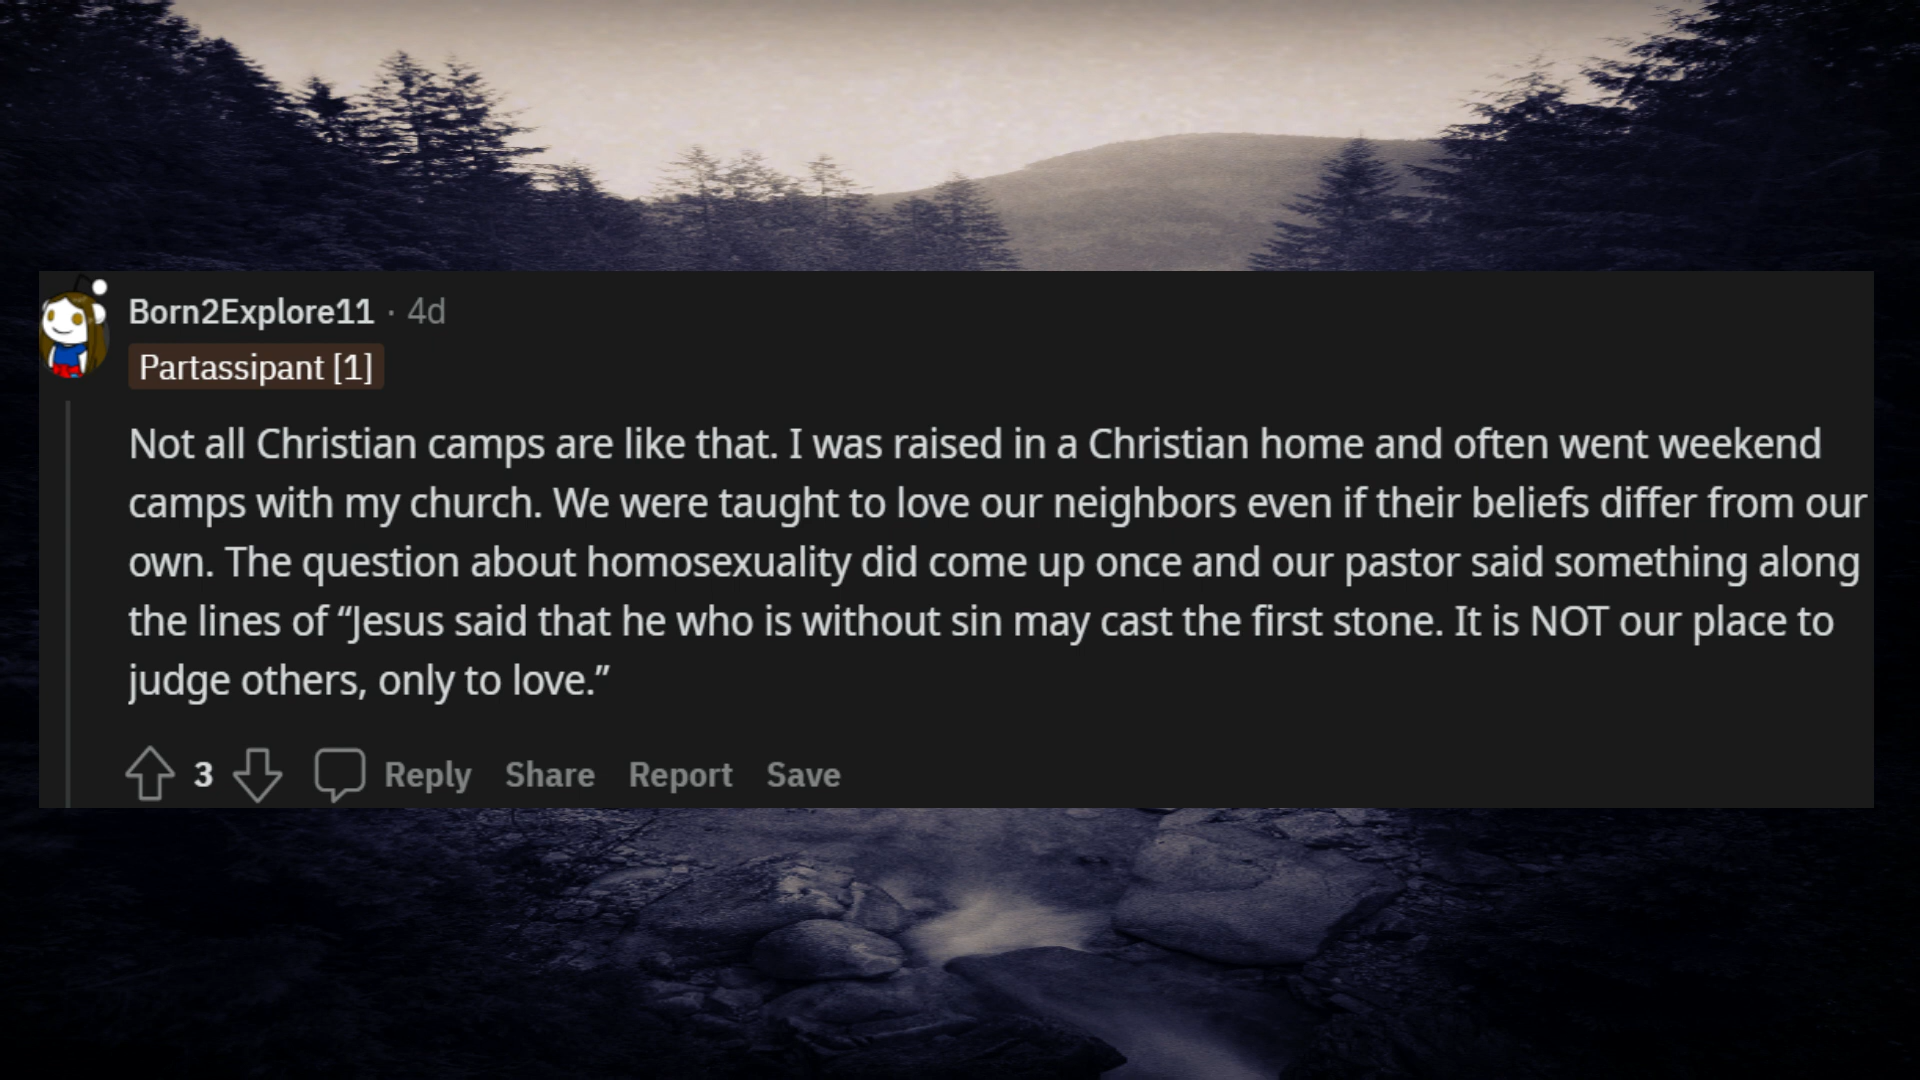 Born2Explore11 · 4d
Partassipant [1]
Not all Christian camps are like that. I was raised in a Christian home and often went weekend
camps with my church. We were taught to love our neighbors even if their beliefs differ from our
own. The question about homosexuality did come up once and our pastor said something along
the lines of “Jesus said that he who is without sin may cast the first stone. It is NOT our place to
judge others, only to love.”
3 Reply Share Report Save